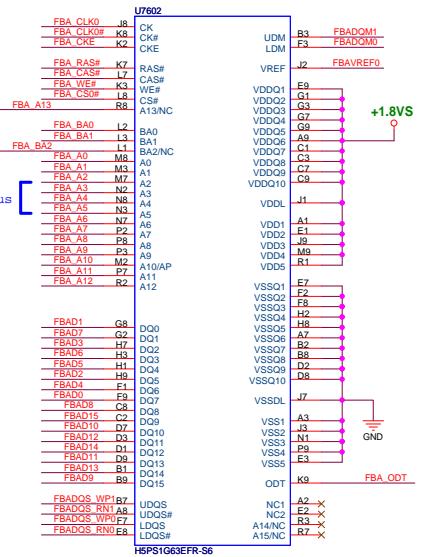 U7602
FBA_CLK0 J8 CK
FBA_CLK0# K8 CK#
FBA_CKE K2 CKE
FBA_RAS# K7 RAS#
FBA_CAS# L7 CAS#
FBA_WE# K3 WE#
FBA_CS0# L8 CS#
FBA_A13 R8 A13/NC
FBA_BA0 L2 BA0
FBA_BA1 L3 BA1
FBA_BA2 L1 BA2/NC
FBA_A0 M8 A0
FBA_A1 M3 A1
FBA_A2 M7 A2
FBA_A3 N2 A3
us FBA_A4 N8 A4
FBA_A5 N3 A5
FBA_A6 N7 A6
FBA_A7 P2 A7
FBA_A8 P8 A8
FBA_A9 P3 A9
FBA_A10 M2 A10/AP
FBA_A11 P7 A11
FBA_A12 R2 A12
FBAD1 G8 DQ0
FBAD7 G2 DQ1
FBAD3 H7 DQ2
FBAD6 H3 DQ3
FBAD5 H1 DQ4
FBAD2 H9 DQ5
FBAD4 F1 DQ6
FBAD0 F9 DQ7
FBAD8 C8 DQ8
FBAD15 C2 DQ9
FBAD10 D7 DQ10
FBAD12 D3 DQ11
FBAD14 D1 DQ12
FBAD11 D9 DQ13
FBAD13 B1 DQ14
FBAD9 B9 DQ15
FBADQS_WP1 B7 UDQS
FBADQS_RN1 A8 UDQS#
FBADQS_WP0 F7 LDQS
FBADQS_RN0 E8 LDQS#
UDM B3 FBADQM1
LDM F3 FBADQM0
VREF J2 FBAVREF0
VDDQ1 E9
VDDQ2 G1
VDDQ3 G3
VDDQ4 G7
VDDQ5 G9
VDDQ6 A9
VDDQ7 C1
VDDQ8 C3
VDDQ9 C7
VDDQ10 C9
+1.8VS
VDDL J1
VDD1 A1
VDD2 E1
VDD3 J9
VDD4 M9
VDD5 R1
VSSQ1 E7
VSSQ2 F2
VSSQ3 F8
VSSQ4 H2
VSSQ5 H8
VSSQ6 A7
VSSQ7 B2
VSSQ8 B8
VSSQ9 D2
VSSQ10 D8
VSSDL J7
VSS1 A3
VSS2 J3
VSS3 N1
VSS4 P9
VSS5 E3
GND
ODT K9 FBA_ODT
NC1 A2
NC2 E2
A14/NC R3
A15/NC R7
H5PS1G63EFR-S6